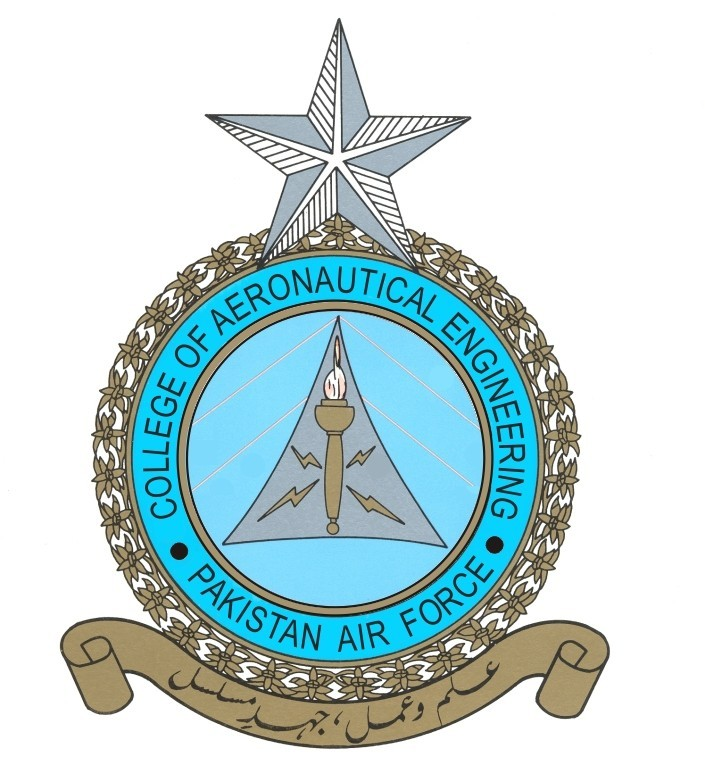 COLLEGE OF AERONAUTICAL ENGINEERING
PAKISTAN AIR FORCE
علم و عمل، جہدِ مسلسل